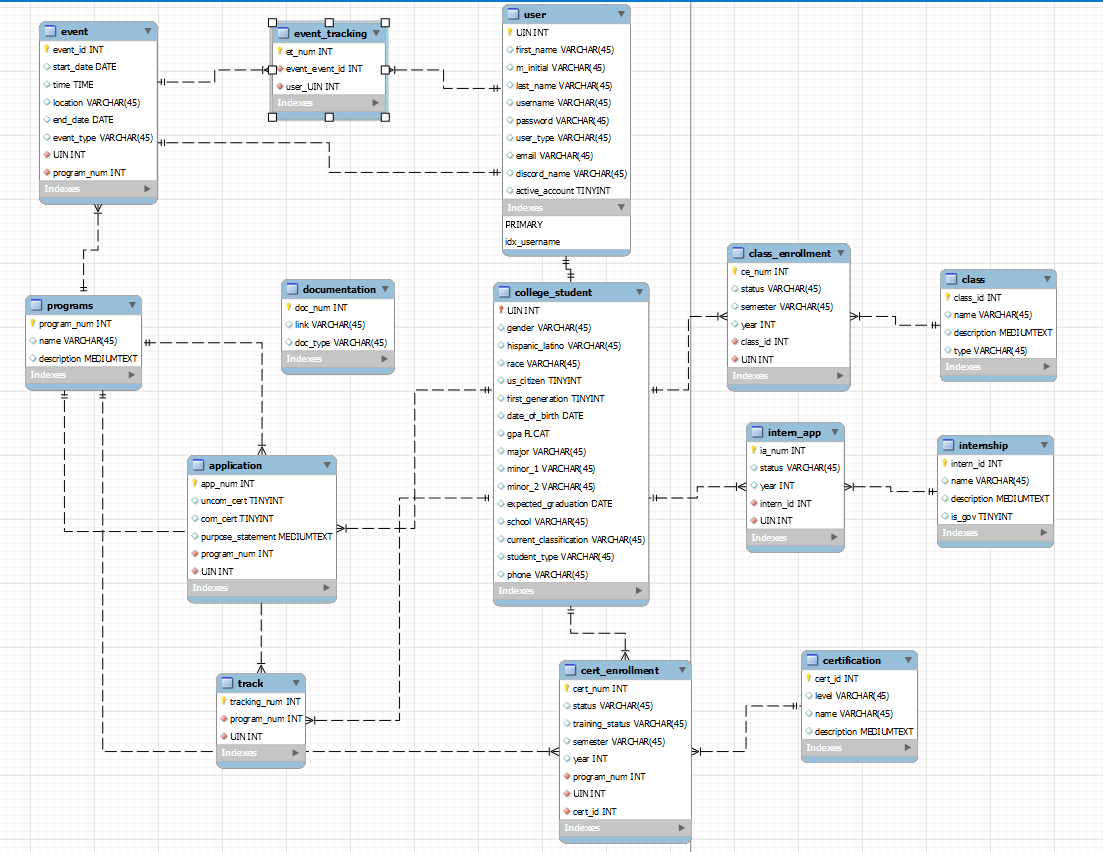 event
event_id INT
start_date DATE
time TIME
location VARCHAR(45)
end_date DATE
event_type VARCHAR(45)
UIN INT
program_num INT
Indexes
event_tracking
et_num INT
event_event_id INT
user_UIN INT
Indexes
user
UIN INT
first_name VARCHAR(45)
m_initial VARCHAR(45)
last_name VARCHAR(45)
username VARCHAR(45)
password VARCHAR(45)
user_type VARCHAR(45)
email VARCHAR(45)
discord_name VARCHAR(45)
active_account TINYINT
Indexes
PRIMARY
idx_username
programs
program_num INT
name VARCHAR(45)
description MEDIUMTEXT
Indexes
documentation
doc_num INT
link VARCHAR(45)
doc_type VARCHAR(45)
Indexes
college_student
UIN INT
gender VARCHAR(45)
hispanic_latino VARCHAR(45)
race VARCHAR(45)
us_citizen TINYINT
first_generation TINYINT
date_of_birth DATE
gpa FLOAT
major VARCHAR(45)
minor_1 VARCHAR(45)
minor_2 VARCHAR(45)
expected_graduation DATE
school VARCHAR(45)
current_classification VARCHAR(45)
student_type VARCHAR(45)
phone VARCHAR(45)
Indexes
class_enrollment
ce_num INT
status VARCHAR(45)
semester VARCHAR(45)
year INT
class_id INT
UIN INT
Indexes
class
class_id INT
name VARCHAR(45)
description MEDIUMTEXT
type VARCHAR(45)
Indexes
intern_app
ia_num INT
status VARCHAR(45)
year INT
intern_id INT
UIN INT
Indexes
internship
intern_id INT
name VARCHAR(45)
description MEDIUMTEXT
is_gov TINYINT
Indexes
application
app_num INT
uncom_cert TINYINT
com_cert TINYINT
purpose_statement MEDIUMTEXT
program_num INT
UIN INT
Indexes
track
tracking_num INT
program_num INT
UIN INT
Indexes
cert_enrollment
cert_num INT
status VARCHAR(45)
training_status VARCHAR(45)
semester VARCHAR(45)
year INT
program_num INT
UIN INT
cert_id INT
Indexes
certification
cert_id INT
level VARCHAR(45)
name VARCHAR(45)
description MEDIUMTEXT
Indexes